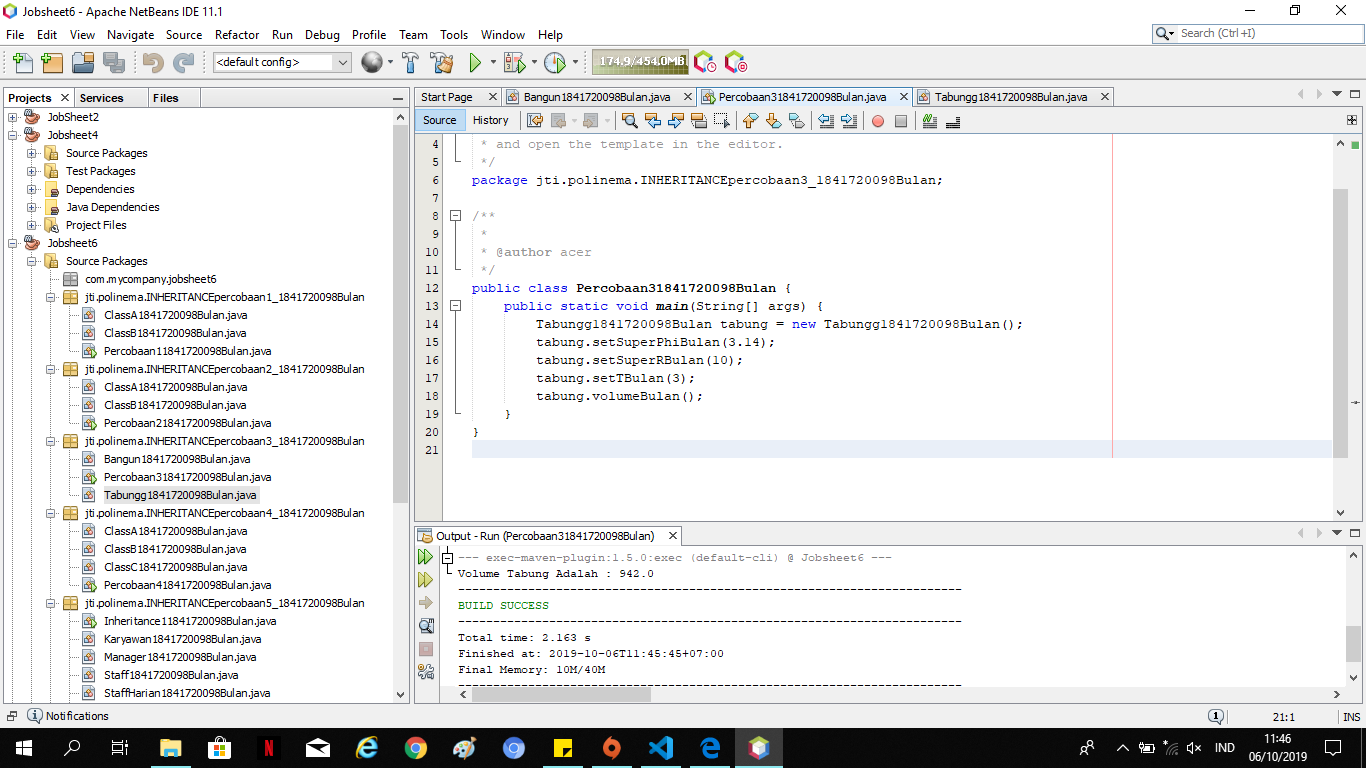 Jobsheet6 - Apache NetBeans IDE 11.1
File Edit View Navigate Source Refactor Run Debug Profile Team Tools Window Help
Search (Ctrl+I)
<default config>
174,9/454,0MB
Projects
Services
Files
JobSheet2
Jobsheet4
Source Packages
Test Packages
Dependencies
Java Dependencies
Project Files
Jobsheet6
Source Packages
com.mycompany.jobsheet6
jti.polinema.INHERITANCEpercobaan1_1841720098Bulan
ClassA1841720098Bulan.java
ClassB1841720098Bulan.java
Percobaan11841720098Bulan.java
jti.polinema.INHERITANCEpercobaan2_1841720098Bulan
ClassA1841720098Bulan.java
ClassB1841720098Bulan.java
Percobaan21841720098Bulan.java
jti.polinema.INHERITANCEpercobaan3_1841720098Bulan
Bangun1841720098Bulan.java
Percobaan31841720098Bulan.java
Tabungg1841720098Bulan.java
jti.polinema.INHERITANCEpercobaan4_1841720098Bulan
ClassA1841720098Bulan.java
ClassB1841720098Bulan.java
ClassC1841720098Bulan.java
Percobaan41841720098Bulan.java
jti.polinema.INHERITANCEpercobaan5_1841720098Bulan
Inheritance11841720098Bulan.java
Karyawan1841720098Bulan.java
Manager1841720098Bulan.java
Staff1841720098Bulan.java
StaffHarian1841720098Bulan.java
Start Page
Bangun1841720098Bulan.java
Percobaan31841720098Bulan.java
Tabungg1841720098Bulan.java
Source History
4 * and open the template in the editor.
5 */
6 package jti.polinema.INHERITANCEpercobaan3_1841720098Bulan;
7
8 /**
9 *
10 * @author acer
11 */
12 public class Percobaan31841720098Bulan {
13 public static void main(String[] args) {
14 Tabungg1841720098Bulan tabung = new Tabungg1841720098Bulan();
15 tabung.setSuperPhiBulan(3.14);
16 tabung.setSuperRBulan(10);
17 tabung.setTBulan(3);
18 tabung.volumeBulan();
19 }
20 }
21
Output - Run (Percobaan31841720098Bulan)
--- exec-maven-plugin:1.5.0:exec (default-cli) @ Jobsheet6 ---
Volume Tabung Adalah : 942.0
------------------------------------------------------------------------
BUILD SUCCESS
------------------------------------------------------------------------
Total time: 2.163 s
Finished at: 2019-10-06T11:45:45+07:00
Final Memory: 10M/40M
------------------------------------------------------------------------
Notifications
1
21:1
INS
IND
11:46
06/10/2019